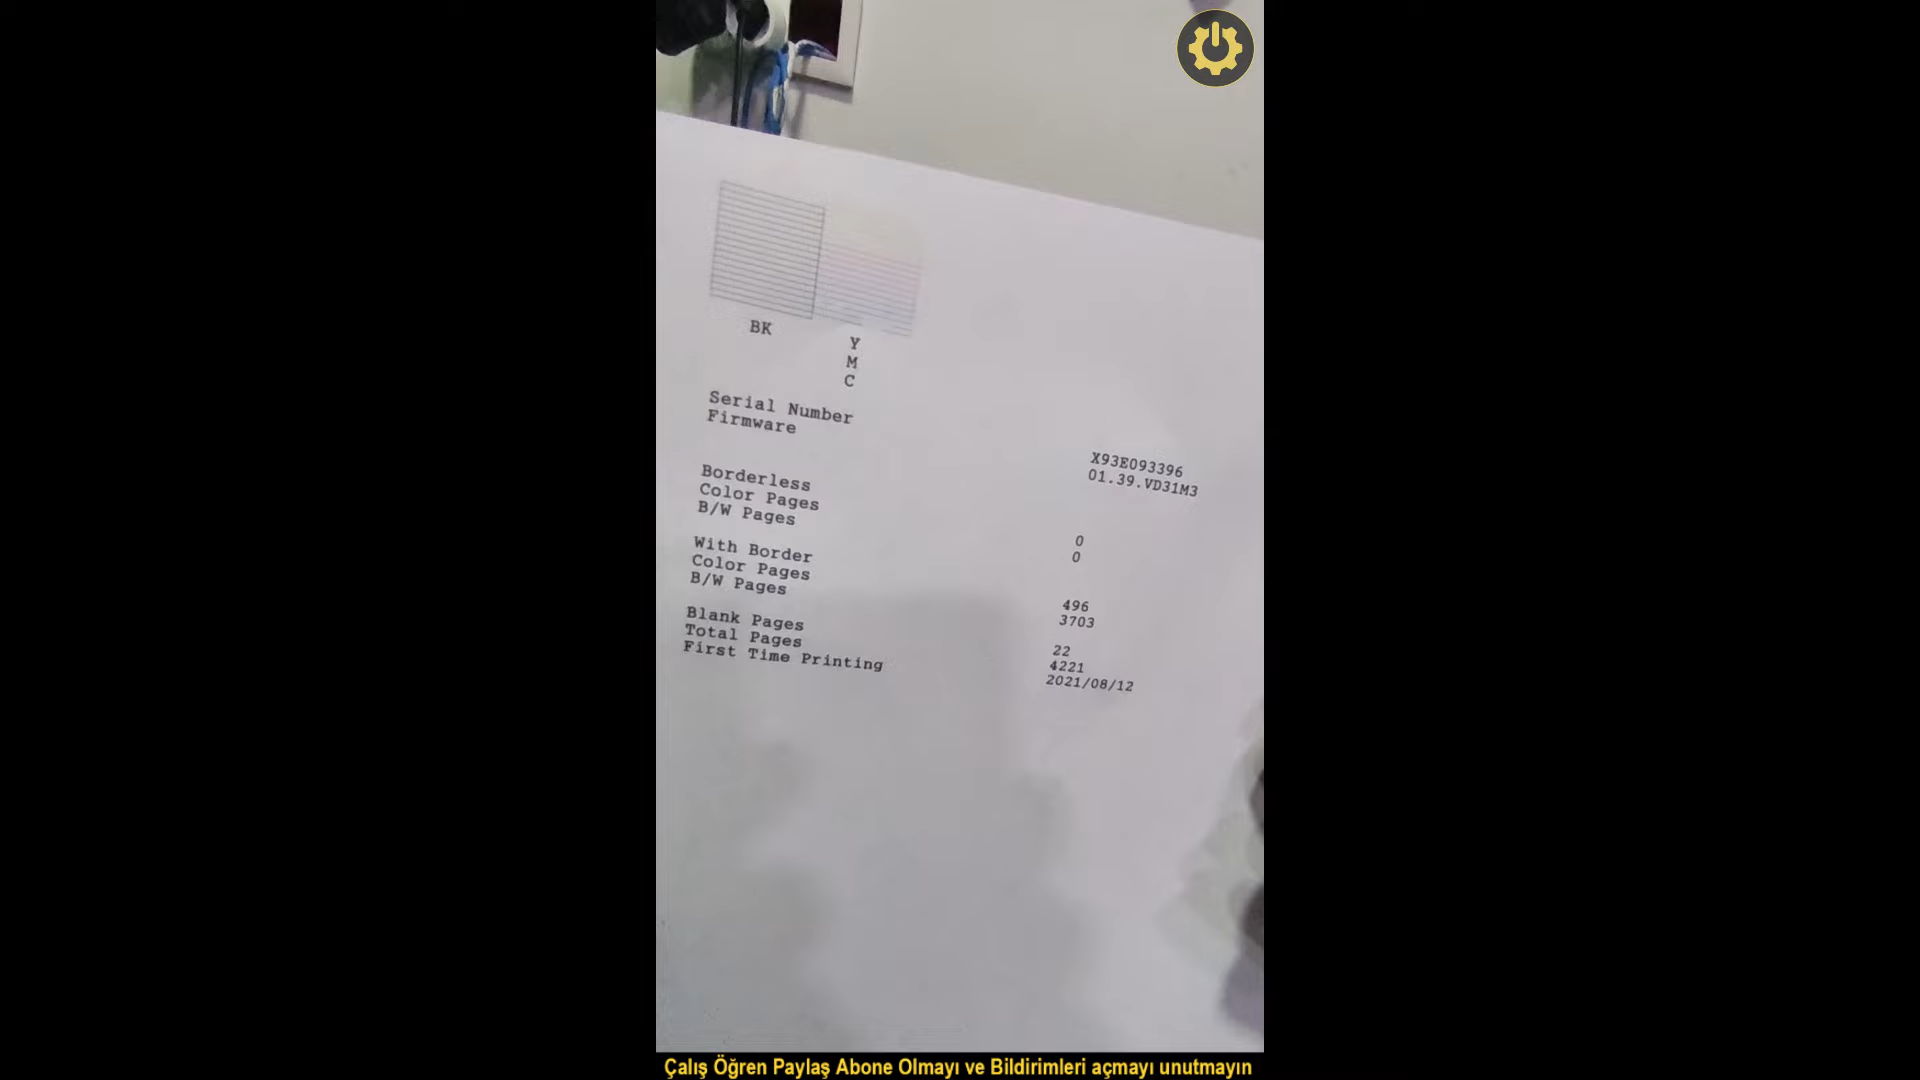 BK
Y
M
C
Serial Number X93E093396
Firmware 01.39.VD31M3
Borderless
Color Pages 0
B/W Pages 0
With Border
Color Pages 496
B/W Pages 3703
Blank Pages 22
Total Pages 4221
First Time Printing 2021/08/12
Çalış Öğren Paylaş Abone Olmayı ve Bildirimleri açmayı unutmayın